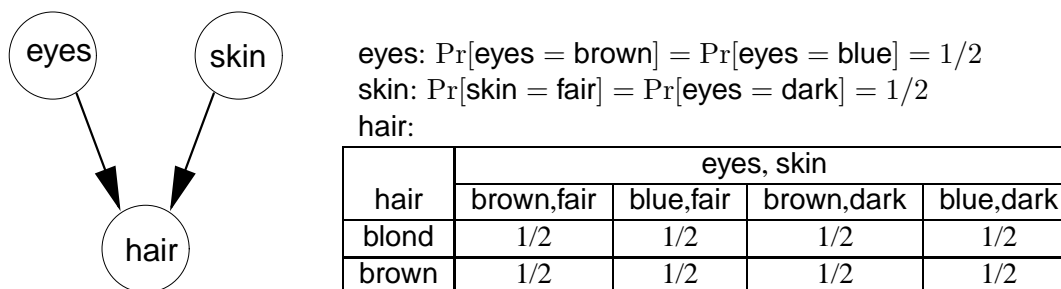 eyes
skin
hair
eyes: Pr[eyes = brown] = Pr[eyes = blue] = 1/2
skin: Pr[skin = fair] = Pr[eyes = dark] = 1/2
hair:
eyes, skin
hair brown,fair blue,fair brown,dark blue,dark
blond 1/2 1/2 1/2 1/2
brown 1/2 1/2 1/2 1/2